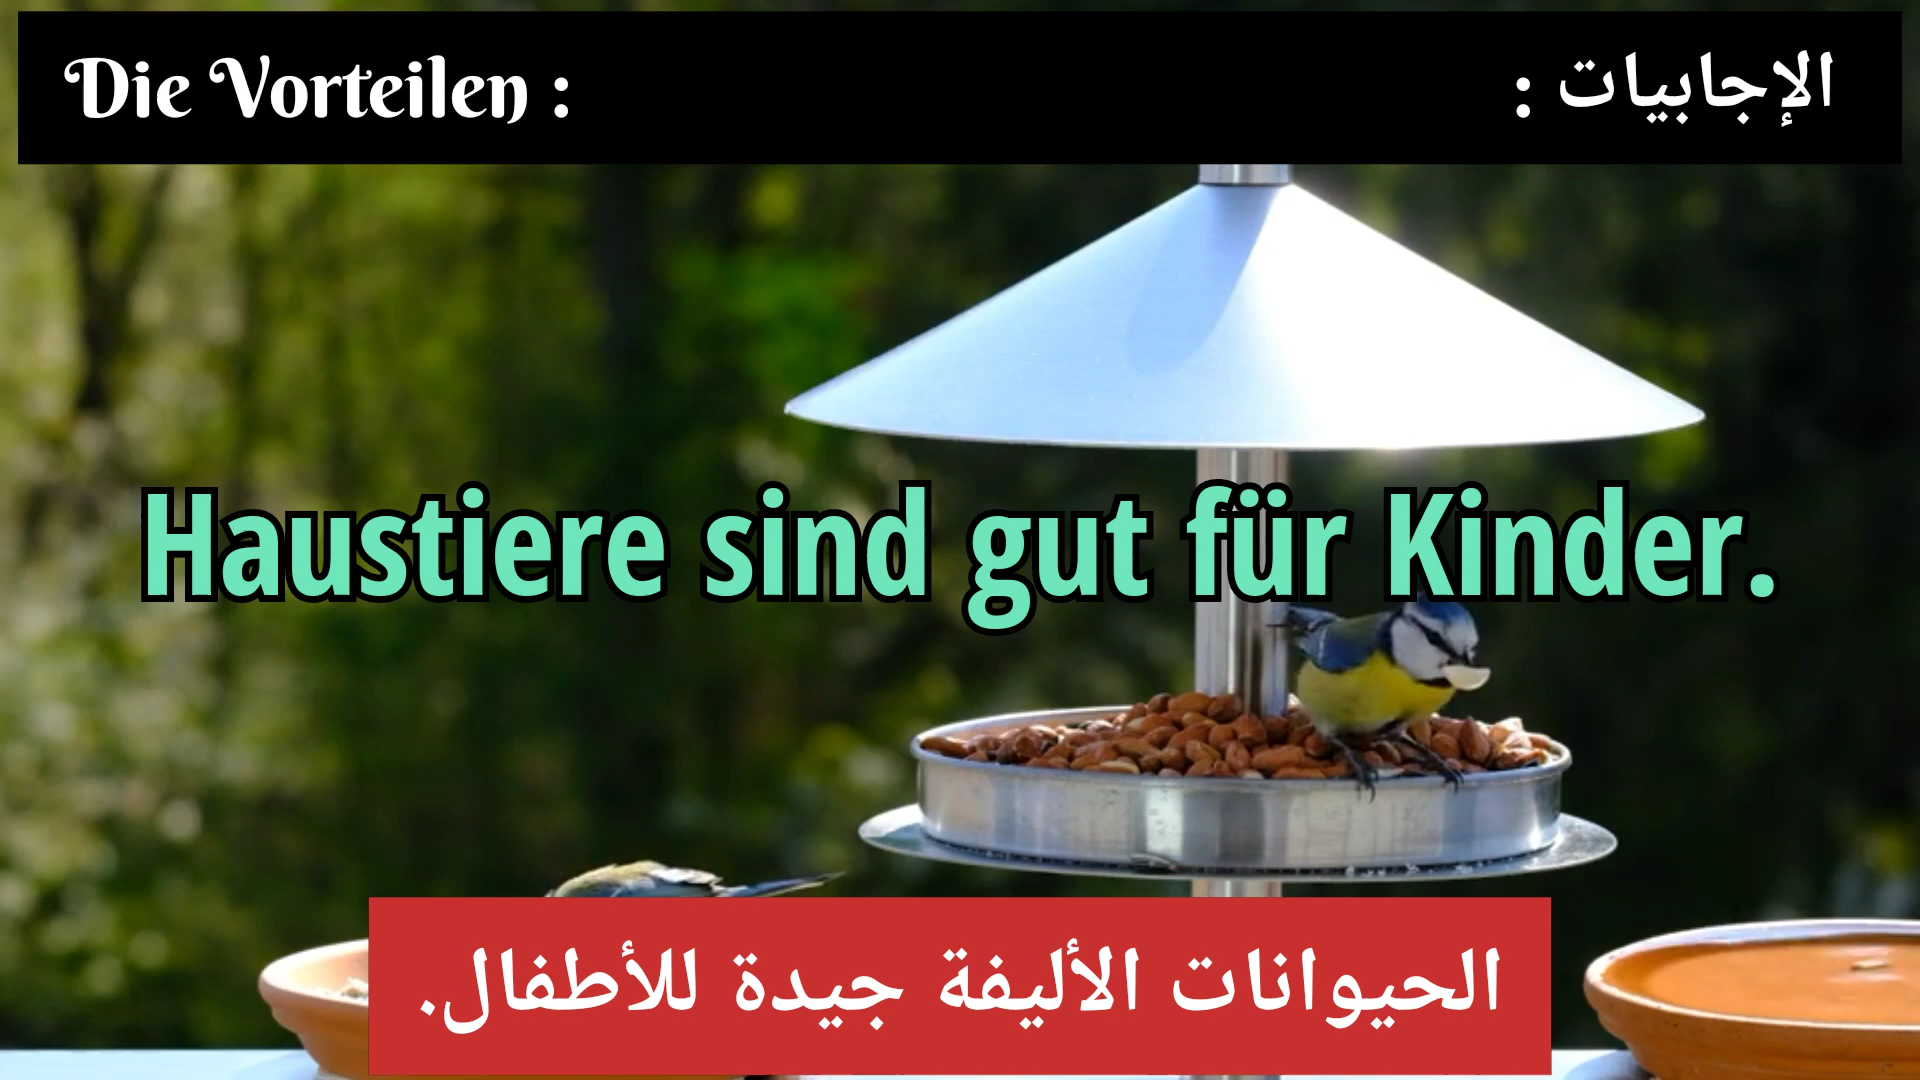 Die Vorteilen :
الإجابيات :
Haustiere sind gut für Kinder.
الحيوانات الأليفة جيدة للأطفال.